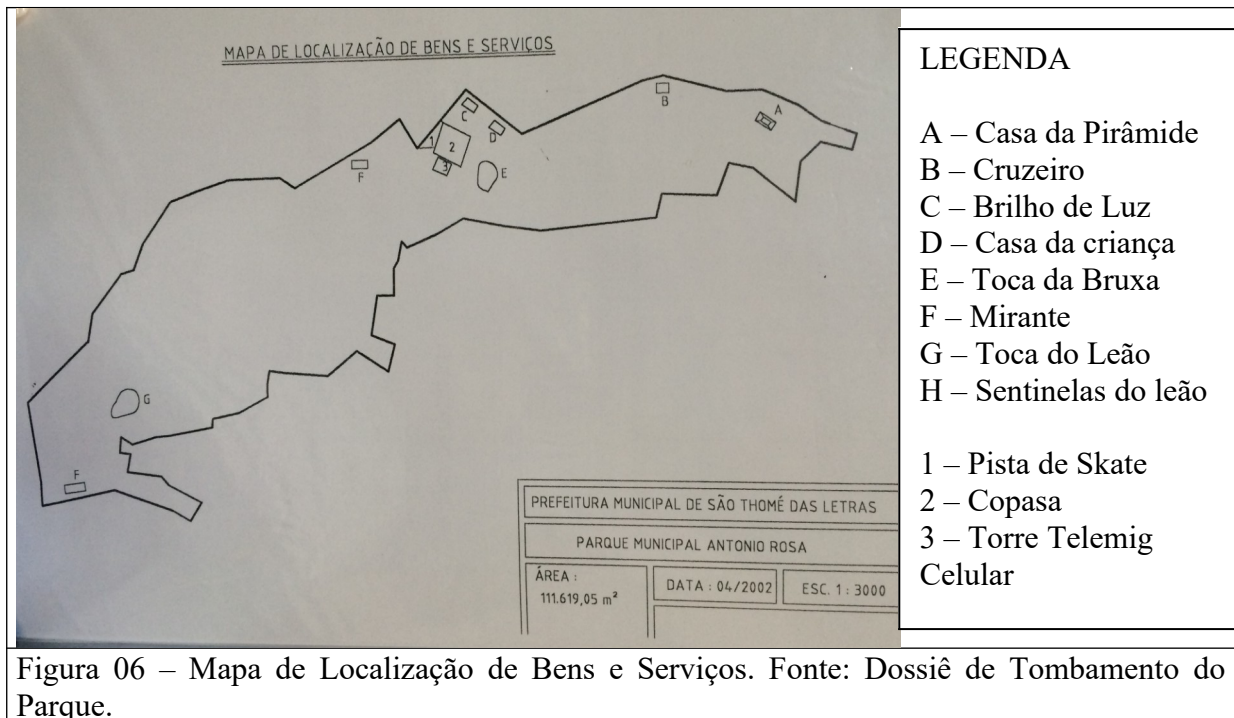 MAPA DE LOCALIZAÇÃO DE BENS E SERVIÇOS
A
B
C
D
1
2
3
E
F
G
F
PREFEITURA MUNICIPAL DE SÃO THOMÉ DAS LETRAS
PARQUE MUNICIPAL ANTONIO ROSA
ÁREA :
111.619,05 m²
DATA : 04/2002
ESC. 1 : 3000
LEGENDA
A – Casa da Pirâmide
B – Cruzeiro
C – Brilho de Luz
D – Casa da criança
E – Toca da Bruxa
F – Mirante
G – Toca do Leão
H – Sentinelas do leão
1 – Pista de Skate
2 – Copasa
3 – Torre Telemig
Celular
Figura 06 – Mapa de Localização de Bens e Serviços. Fonte: Dossiê de Tombamento do
Parque.